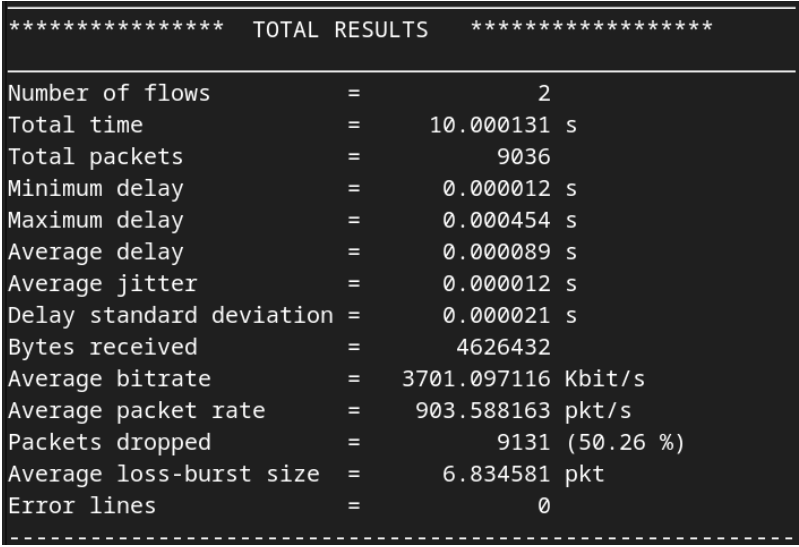 ****************  TOTAL RESULTS   ******************
Number of flows          =             2
Total time               =     10.000131 s
Total packets            =          9036
Minimum delay            =      0.000012 s
Maximum delay            =      0.000454 s
Average delay            =      0.000089 s
Average jitter           =      0.000012 s
Delay standard deviation =      0.000021 s
Bytes received           =       4626432
Average bitrate          =   3701.097116 Kbit/s
Average packet rate      =    903.588163 pkt/s
Packets dropped          =          9131 (50.26 %)
Average loss-burst size  =      6.834581 pkt
Error lines              =             0
----------------------------------------------------------